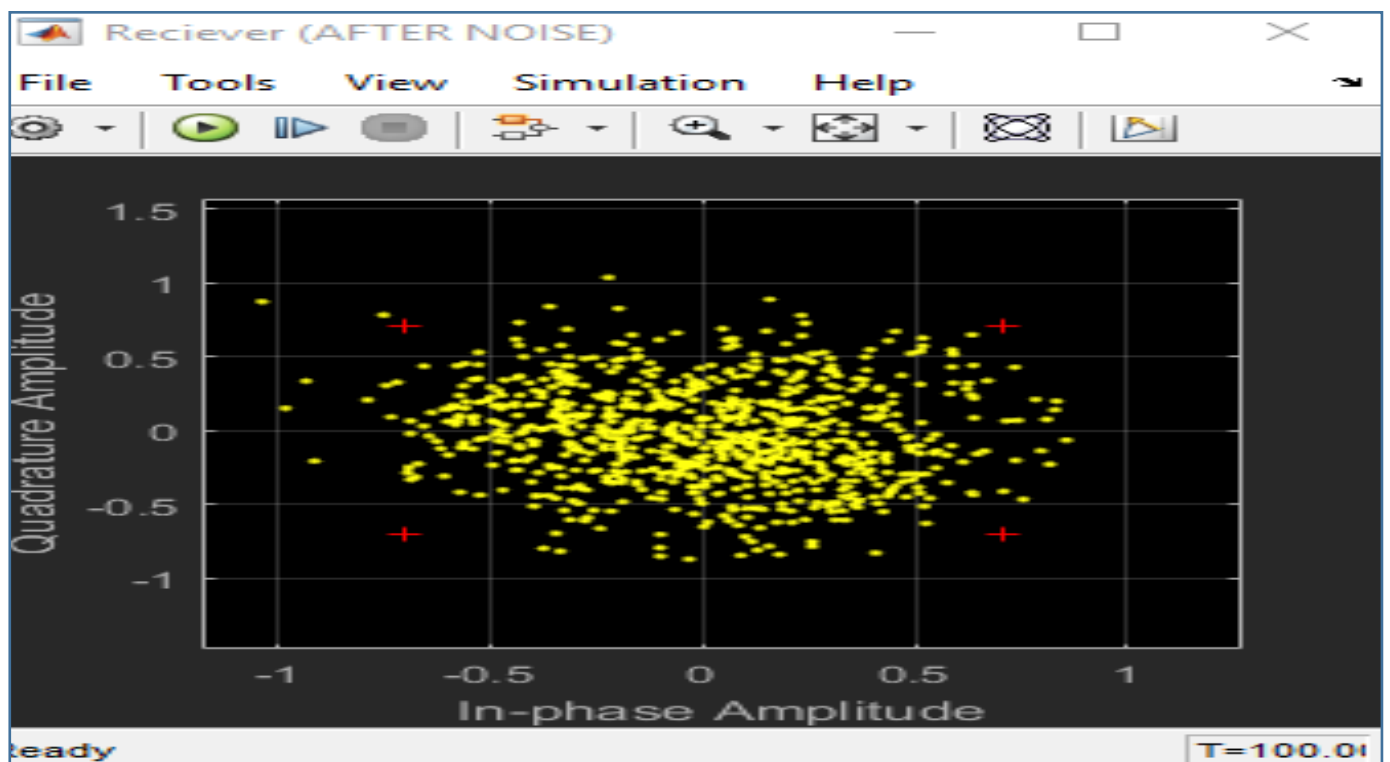 Reciever (AFTER NOISE)
File Tools View Simulation Help
Quadrature Amplitude
1.5
1
0.5
0
-0.5
-1
-1 -0.5 0 0.5 1
In-phase Amplitude
Ready T=100.0